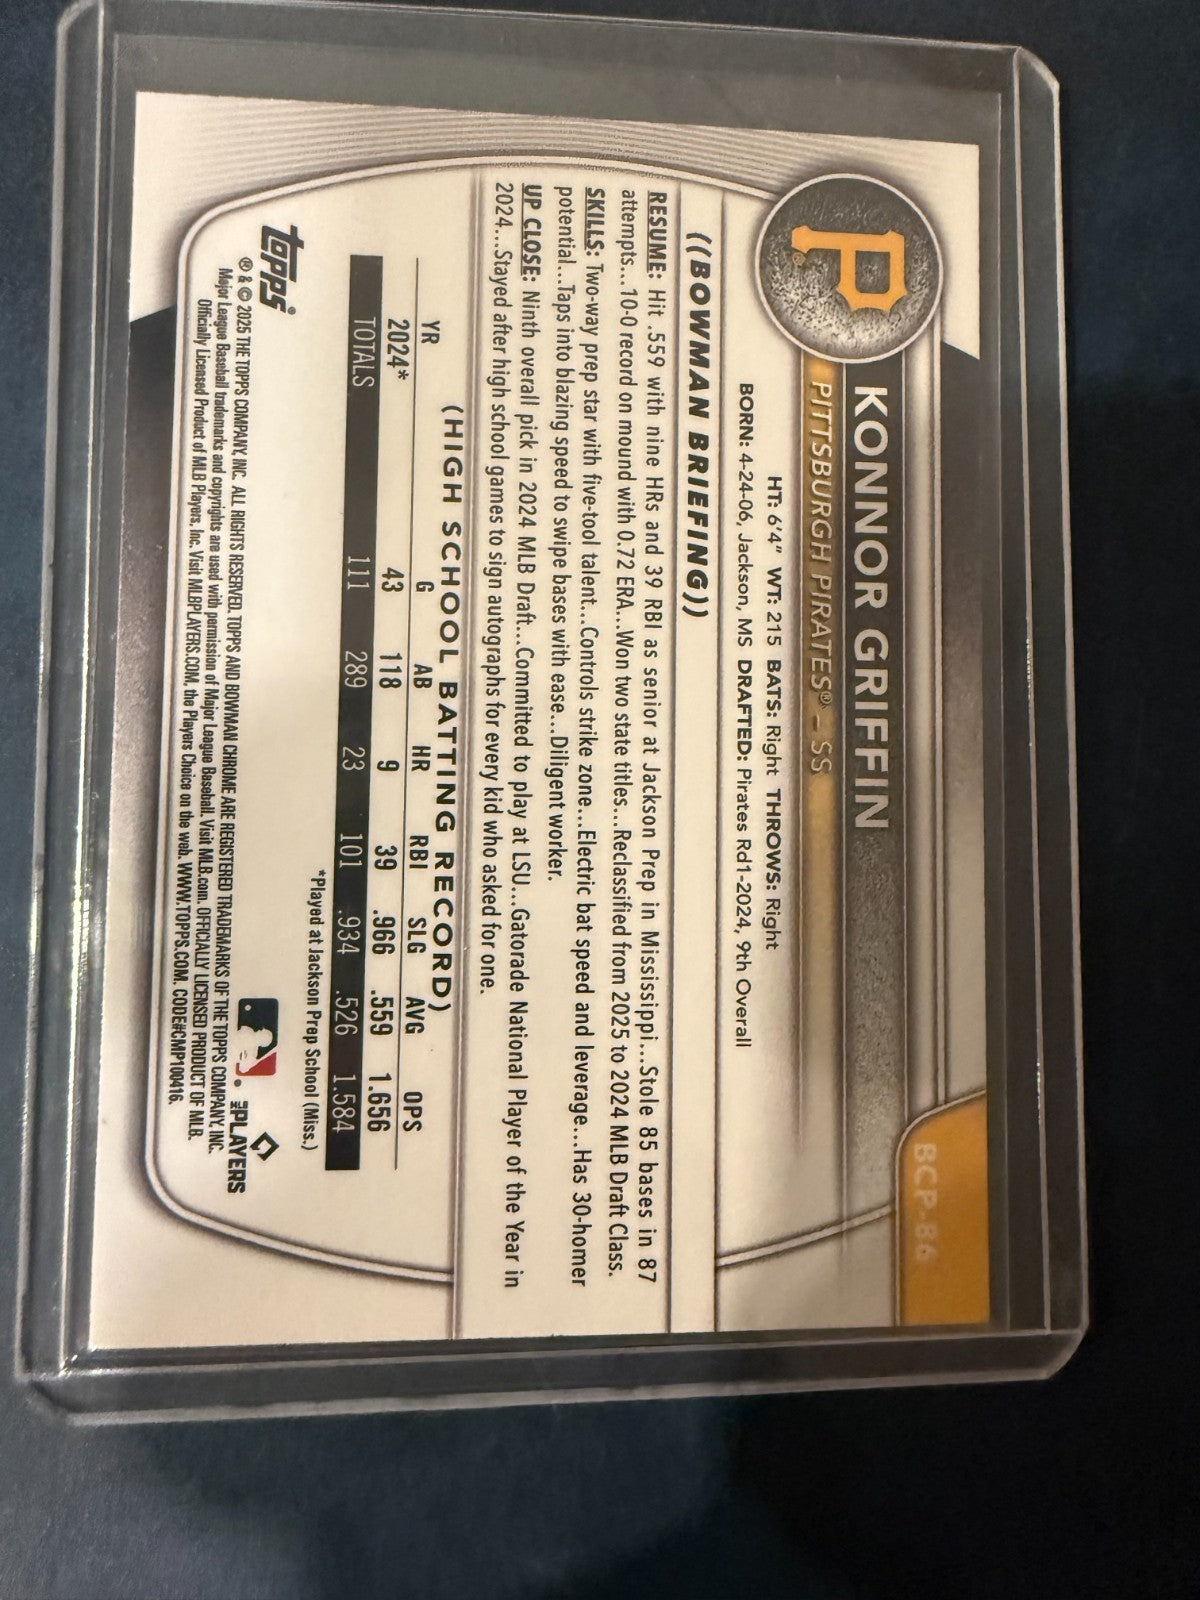 BCP-86
P
KONNOR GRIFFIN
PITTSBURGH PIRATES® – SS
HT: 6'4" WT: 215 BATS: Right THROWS: Right
BORN: 4-24-06, Jackson, MS DRAFTED: Pirates Rd1-2024, 9th Overall
((BOWMAN BRIEFING))
RESUME: Hit .559 with nine HRs and 39 RBI as senior at Jackson Prep in Mississippi...Stole 85 bases in 87
attempts...10-0 record on mound with 0.72 ERA...Won two state titles...Reclassified from 2025 to 2024 MLB Draft Class.
SKILLS: Two-way prep star with five-tool talent...Controls strike zone...Electric bat speed and leverage...Has 30-homer
potential...Taps into blazing speed to swipe bases with ease...Diligent worker.
UP CLOSE: Ninth overall pick in 2024 MLB Draft...Committed to play at LSU...Gatorade National Player of the Year in
2024...Stayed after high school games to sign autographs for every kid who asked for one.
(HIGH SCHOOL BATTING RECORD)
YR G AB HR RBI SLG AVG OPS
2024* 43 118 9 39 .966 .559 1.656
TOTALS 111 289 23 101 .934 .526 1.584
*Played at Jackson Prep School (Miss.)
topps®
MLB PLAYERS
® & © 2025 THE TOPPS COMPANY, INC. ALL RIGHTS RESERVED. TOPPS AND BOWMAN CHROME ARE REGISTERED TRADEMARKS OF THE TOPPS COMPANY, INC.
Major League Baseball trademarks and copyrights are used with permission of Major League Baseball. Visit MLB.com. OFFICIALLY LICENSED PRODUCT OF MLB.
Officially Licensed Product of MLB Players, Inc. Visit MLBPLAYERS.COM, the Players Choice on the web. WWW.TOPPS.COM. CODE#CMP100416.